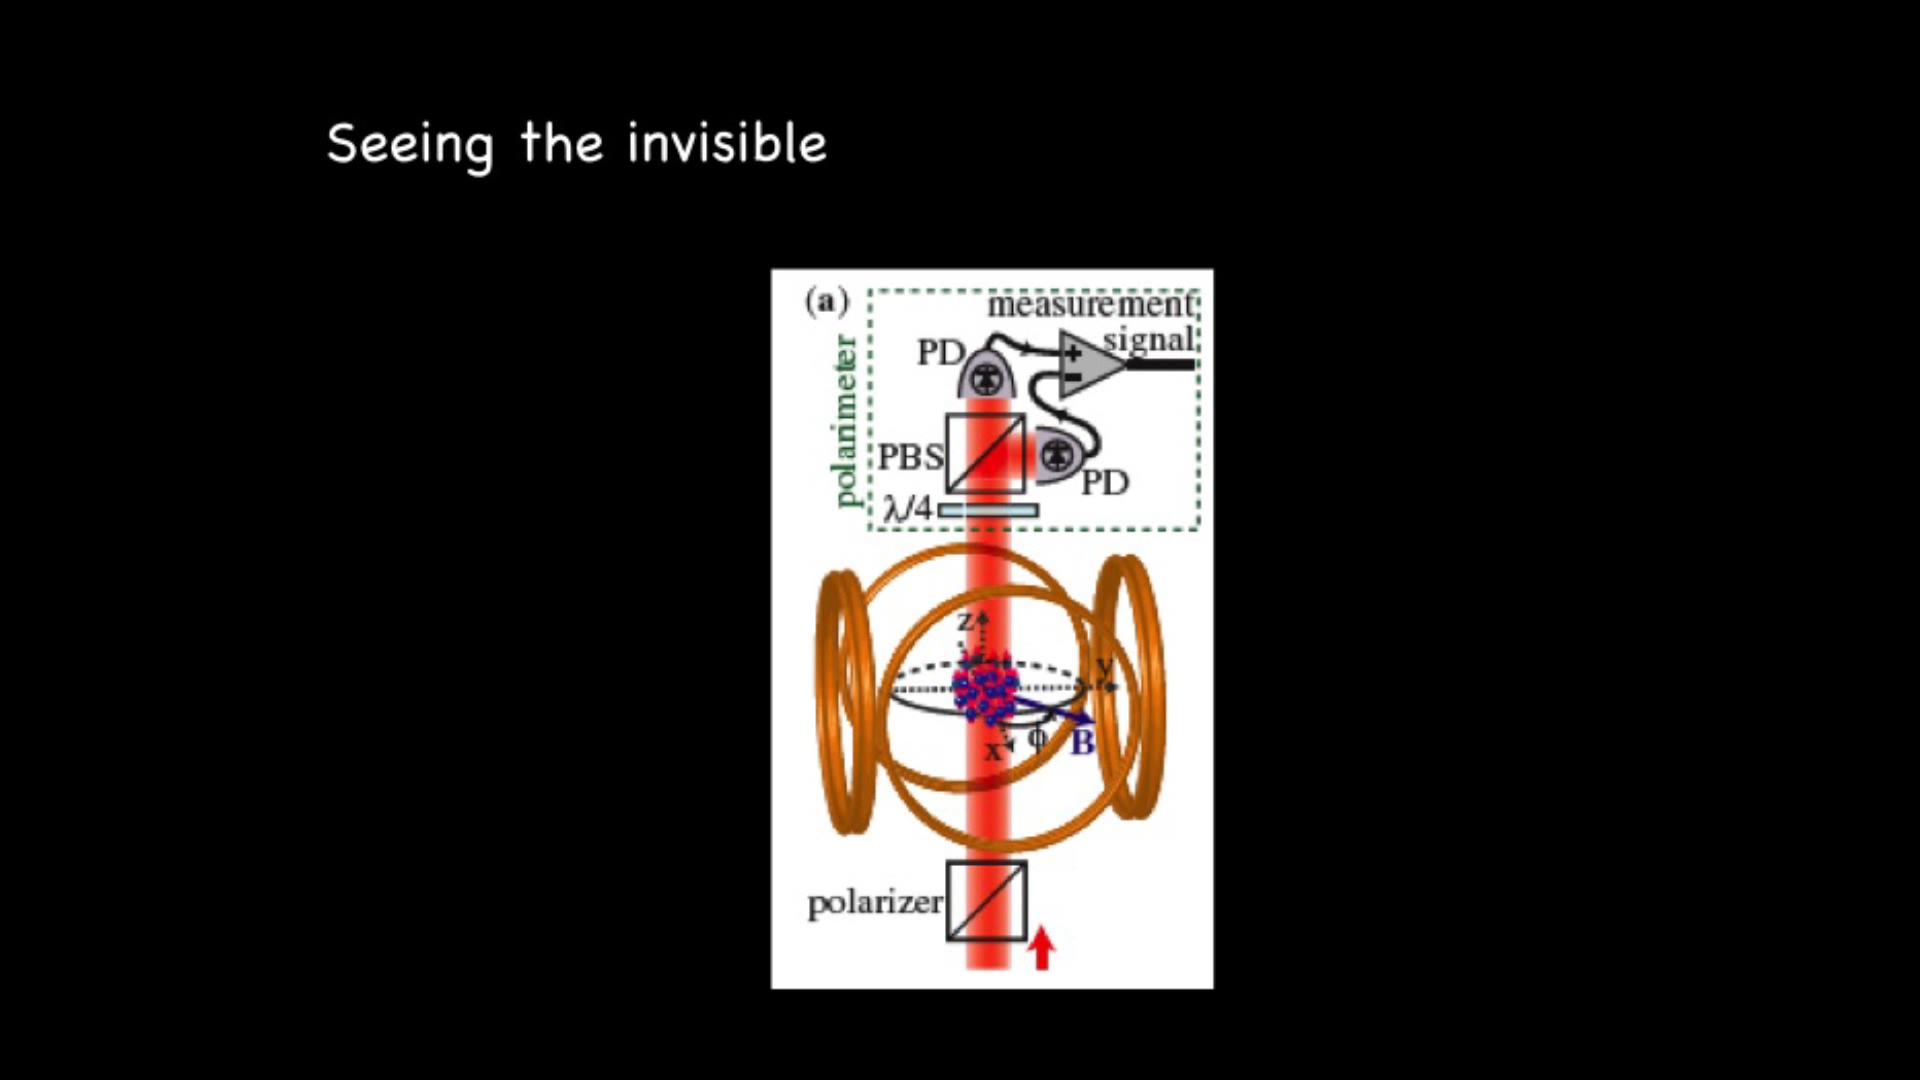 Seeing the invisible
(a)
measurement
signal
PD
+
-
polarimeter
PBS
PD
λ/4
z
y
x
ϕ
B
polarizer